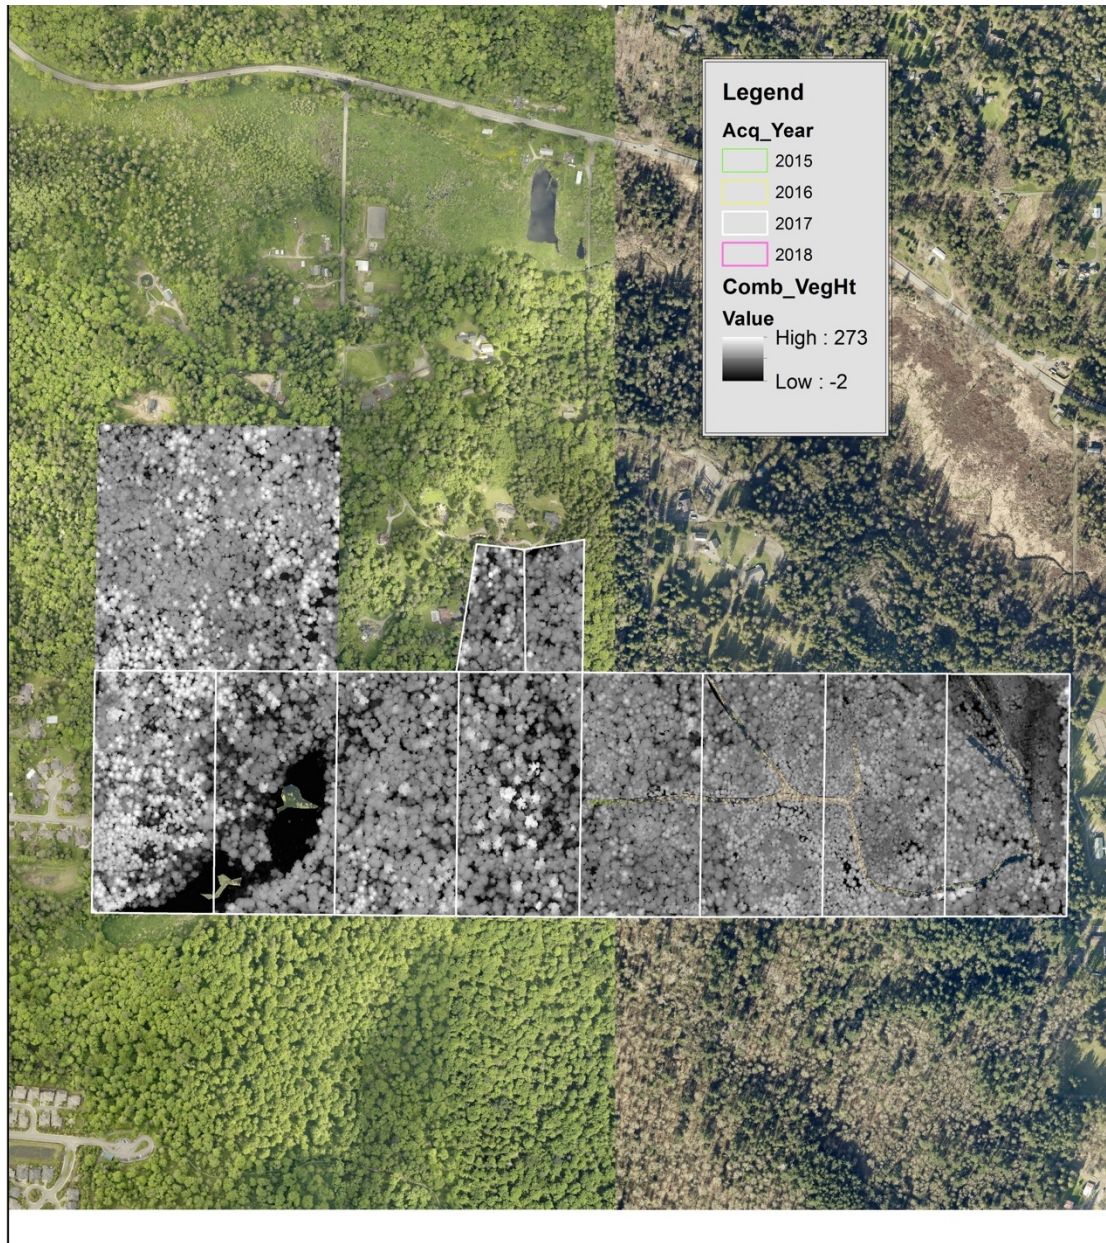 Legend
Acq_Year
2015
2016
2017
2018
Comb_VegHt
Value
High : 273
Low : -2